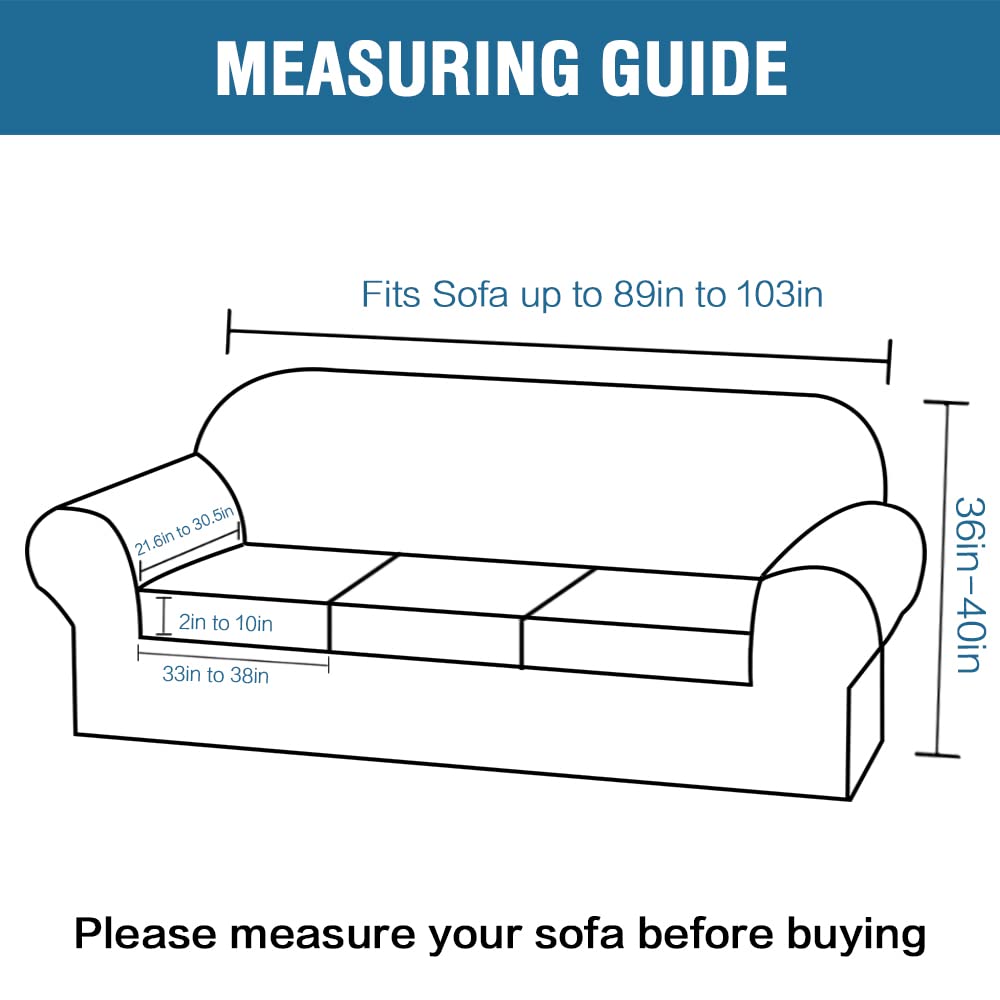 MEASURING GUIDE
Fits Sofa up to 89in to 103in
36in-40in
21.6in to 30.5in
2in to 10in
33in to 38in
Please measure your sofa before buying